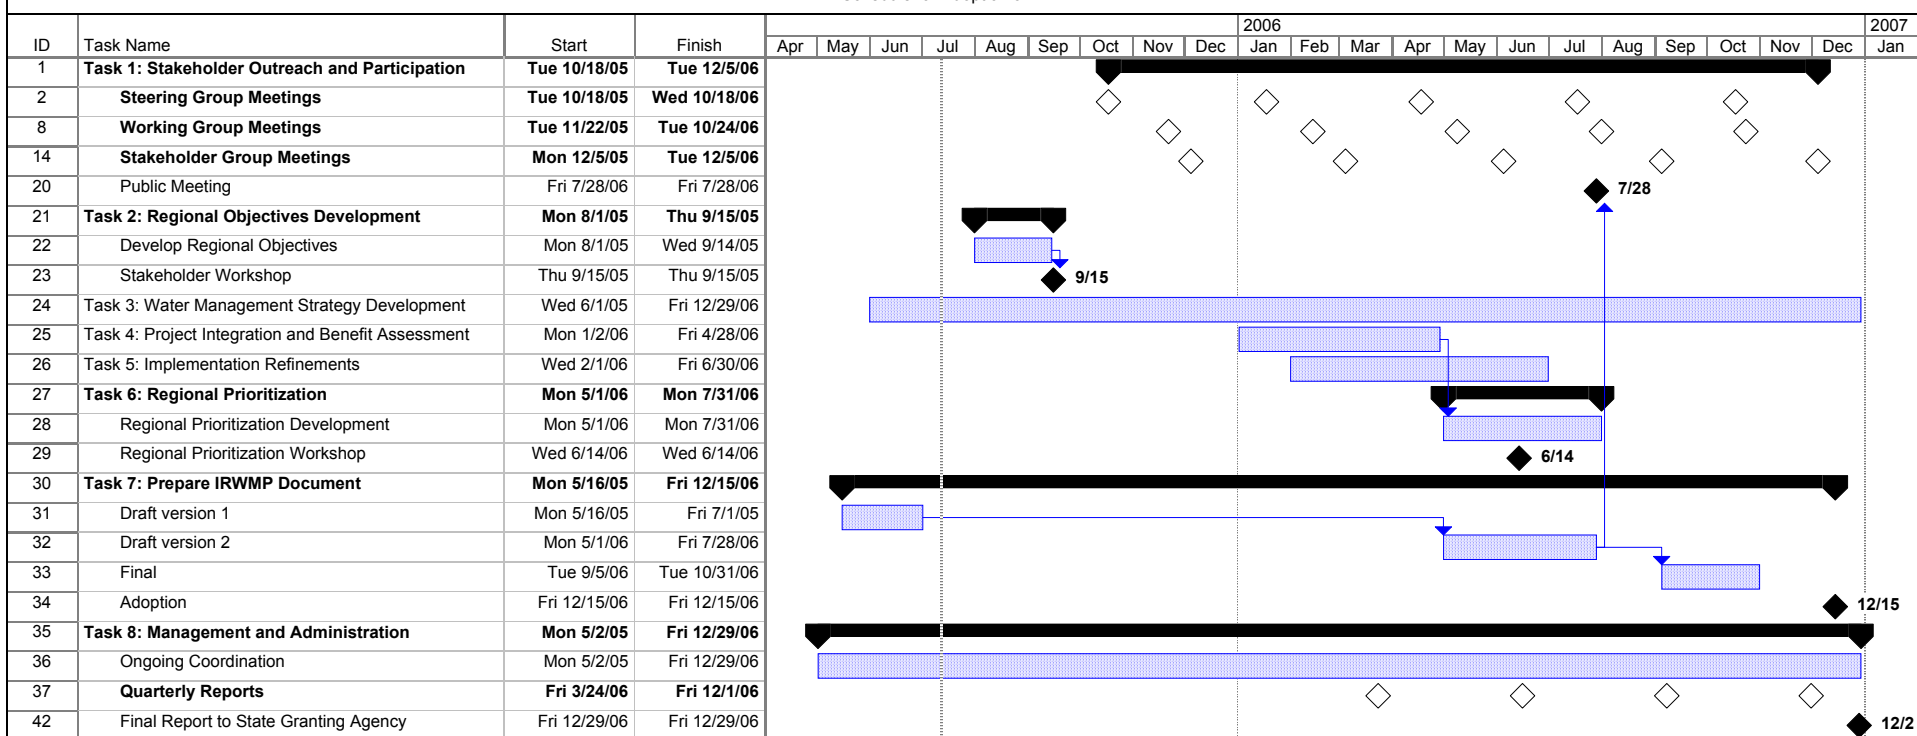 2006 2007
ID Task Name Start Finish Apr May Jun Jul Aug Sep Oct Nov Dec Jan Feb Mar Apr May Jun Jul Aug Sep Oct Nov Dec Jan
1 Task 1: Stakeholder Outreach and Participation Tue 10/18/05 Tue 12/5/06
2 Steering Group Meetings Tue 10/18/05 Wed 10/18/06
8 Working Group Meetings Tue 11/22/05 Tue 10/24/06
14 Stakeholder Group Meetings Mon 12/5/05 Tue 12/5/06
20 Public Meeting Fri 7/28/06 Fri 7/28/06 7/28
21 Task 2: Regional Objectives Development Mon 8/1/05 Thu 9/15/05
22 Develop Regional Objectives Mon 8/1/05 Wed 9/14/05
23 Stakeholder Workshop Thu 9/15/05 Thu 9/15/05 9/15
24 Task 3: Water Management Strategy Development Wed 6/1/05 Fri 12/29/06
25 Task 4: Project Integration and Benefit Assessment Mon 1/2/06 Fri 4/28/06
26 Task 5: Implementation Refinements Wed 2/1/06 Fri 6/30/06
27 Task 6: Regional Prioritization Mon 5/1/06 Mon 7/31/06
28 Regional Prioritization Development Mon 5/1/06 Mon 7/31/06
29 Regional Prioritization Workshop Wed 6/14/06 Wed 6/14/06 6/14
30 Task 7: Prepare IRWMP Document Mon 5/16/05 Fri 12/15/06
31 Draft version 1 Mon 5/16/05 Fri 7/1/05
32 Draft version 2 Mon 5/1/06 Fri 7/28/06
33 Final Tue 9/5/06 Tue 10/31/06
34 Adoption Fri 12/15/06 Fri 12/15/06 12/15
35 Task 8: Management and Administration Mon 5/2/05 Fri 12/29/06
36 Ongoing Coordination Mon 5/2/05 Fri 12/29/06
37 Quarterly Reports Fri 3/24/06 Fri 12/1/06
42 Final Report to State Granting Agency Fri 12/29/06 Fri 12/29/06 12/2